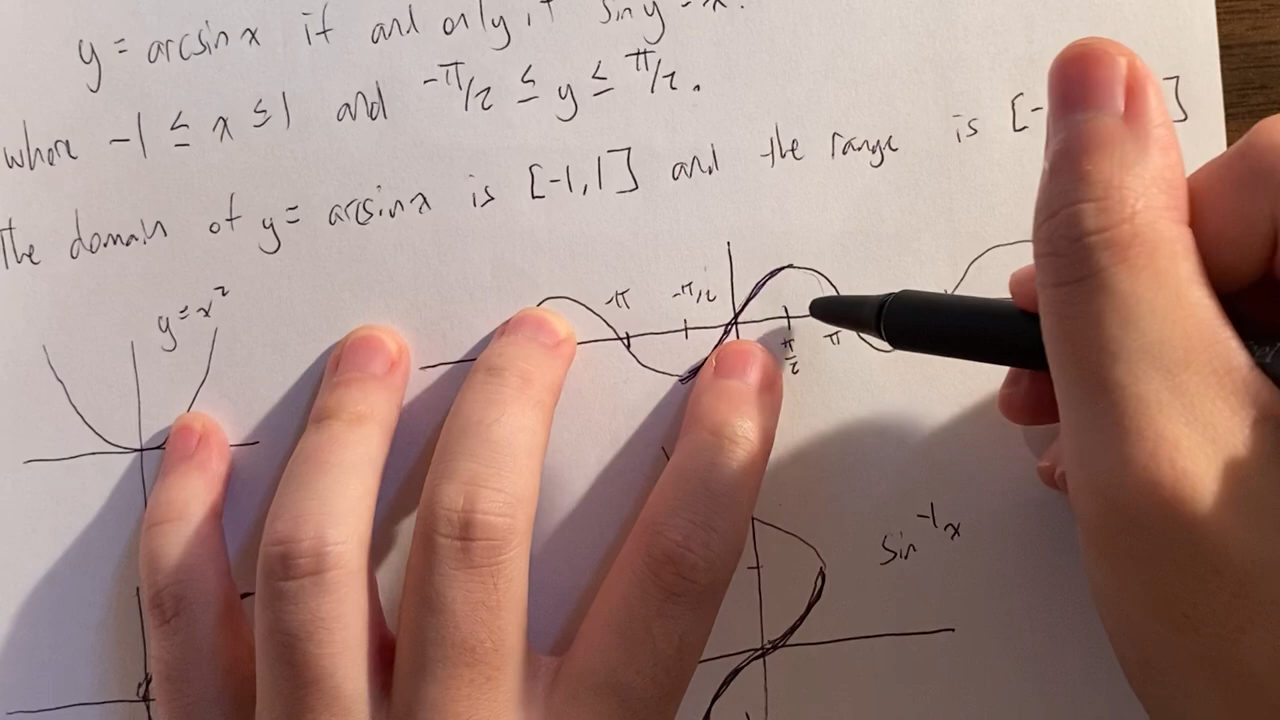 y = arcsin x if and only if sin y = x.
where -1 ≤ x ≤ 1 and -π/2 ≤ y ≤ π/2.
The domain of y = arcsin x is [-1, 1] and the range is [- ]
y = x²
-π -π/2 π/2 π
sin⁻¹x